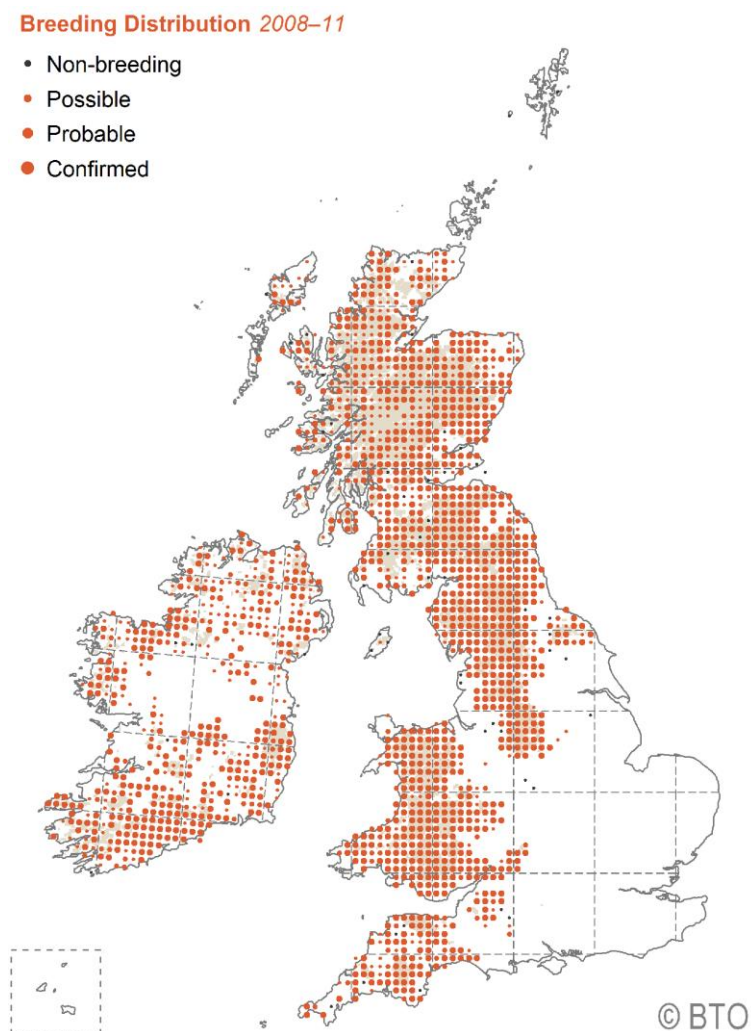 Breeding Distribution 2008–11
Non-breeding
Possible
Probable
Confirmed
© BTO